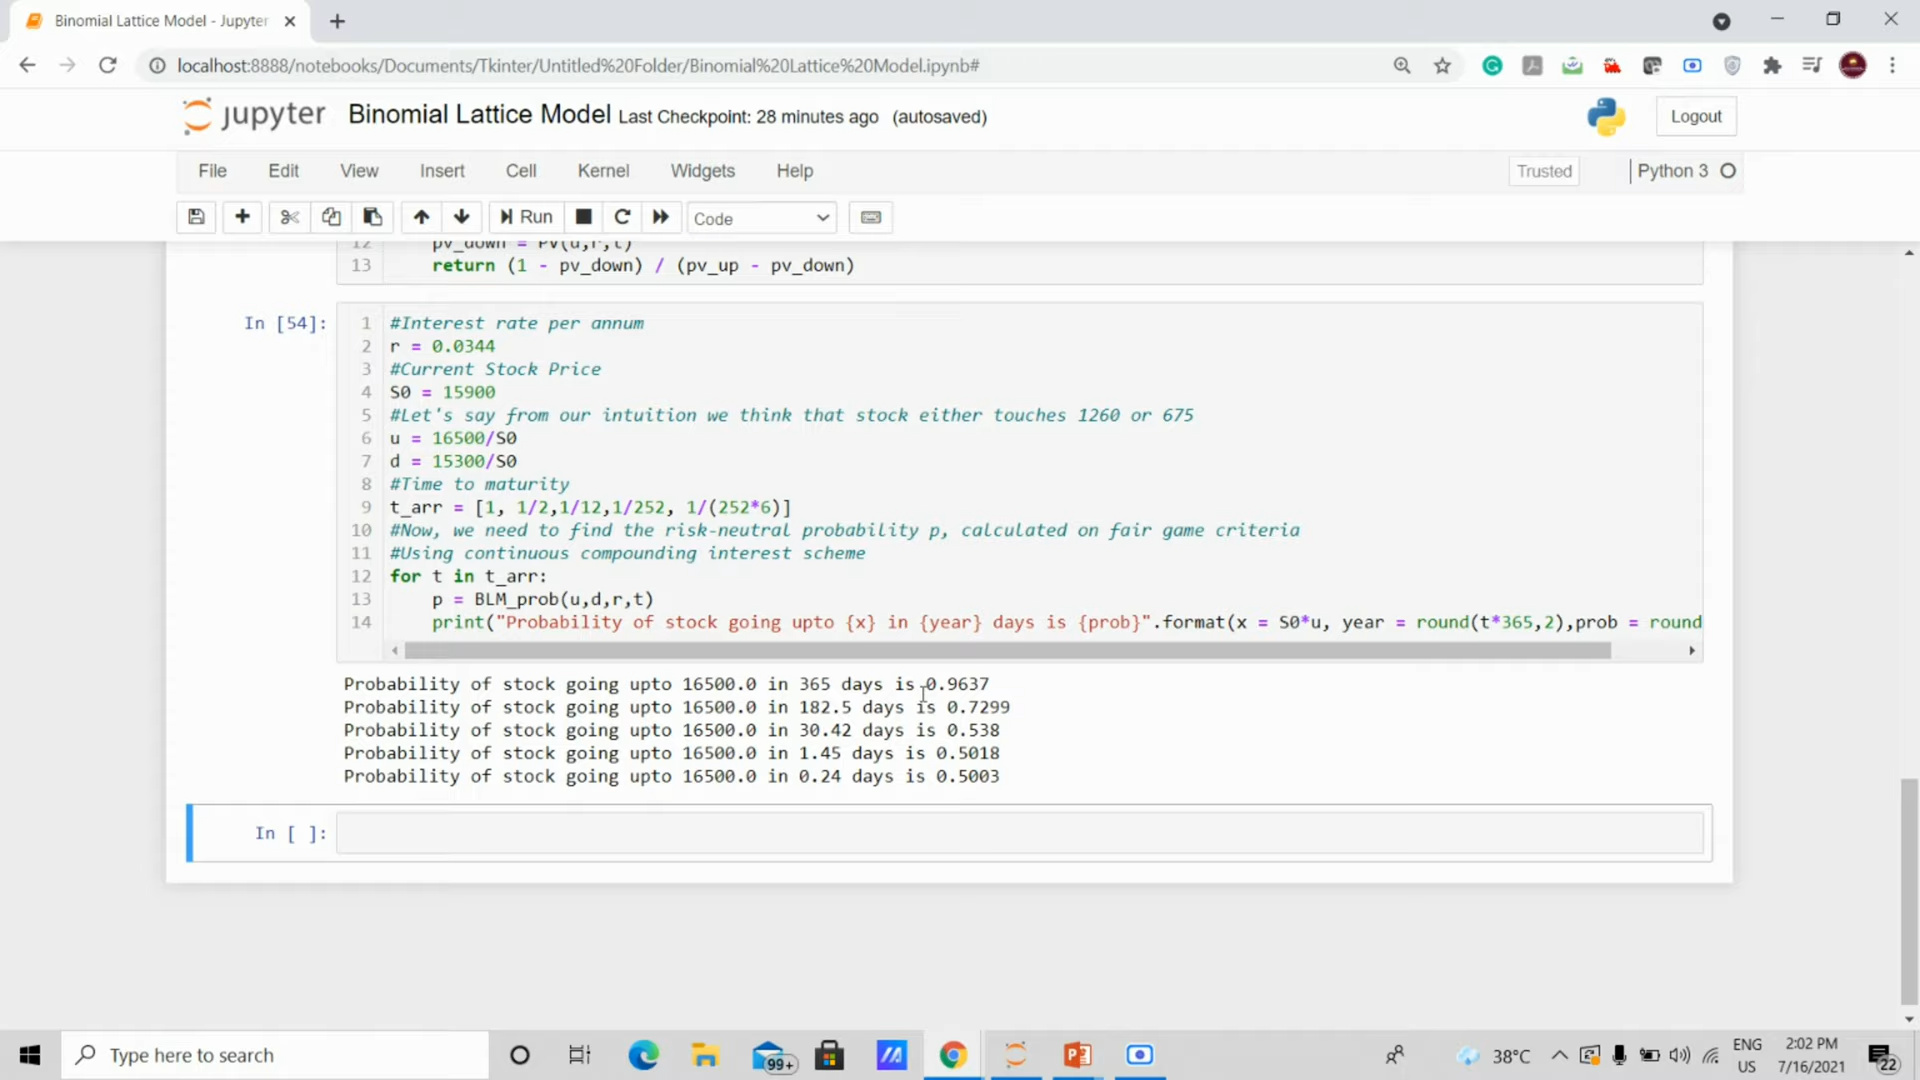 Binomial Lattice Model - Jupyter
localhost:8888/notebooks/Documents/Tkinter/Untitled%20Folder/Binomial%20Lattice%20Model.ipynb#
jupyter Binomial Lattice Model Last Checkpoint: 28 minutes ago (autosaved)
Logout
File Edit View Insert Cell Kernel Widgets Help
Trusted
Python 3
Run
Code
12 pv_down = PV(u,r,t)
13 return (1 - pv_down) / (pv_up - pv_down)
In [54]:
1 #Interest rate per annum
2 r = 0.0344
3 #Current Stock Price
4 S0 = 15900
5 #Let's say from our intuition we think that stock either touches 1260 or 675
6 u = 16500/S0
7 d = 15300/S0
8 #Time to maturity
9 t_arr = [1, 1/2,1/12,1/252, 1/(252*6)]
10 #Now, we need to find the risk-neutral probability p, calculated on fair game criteria
11 #Using continuous compounding interest scheme
12 for t in t_arr:
13 p = BLM_prob(u,d,r,t)
14 print("Probability of stock going upto {x} in {year} days is {prob}".format(x = S0*u, year = round(t*365,2),prob = round
Probability of stock going upto 16500.0 in 365 days is 0.9637
Probability of stock going upto 16500.0 in 182.5 days is 0.7299
Probability of stock going upto 16500.0 in 30.42 days is 0.538
Probability of stock going upto 16500.0 in 1.45 days is 0.5018
Probability of stock going upto 16500.0 in 0.24 days is 0.5003
In [ ]:
Type here to search
99+
38°C
ENG
US
2:02 PM
7/16/2021
22